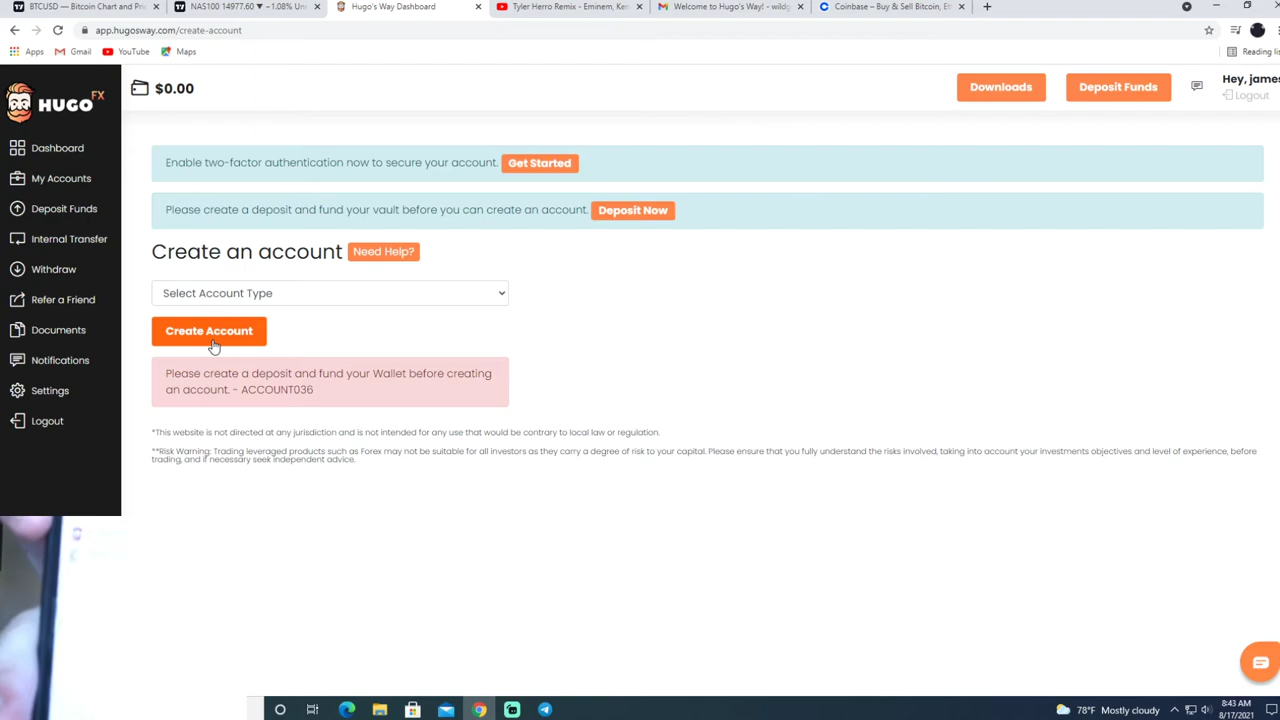 BTCUSD — Bitcoin Chart and Pri
NAS100 14977.60 ▼ −1.08% Un
Hugo's Way Dashboard
Tyler Herro Remix - Eminem, Ken
Welcome to Hugo's Way! - wildg
Coinbase – Buy & Sell Bitcoin, Et
app.hugosway.com/create-account
Apps
Gmail
YouTube
Maps
Reading list
HUGO FX
$0.00
Downloads
Deposit Funds
Hey, james
Logout
Dashboard
My Accounts
Deposit Funds
Internal Transfer
Withdraw
Refer a Friend
Documents
Notifications
Settings
Logout
Enable two-factor authentication now to secure your account. Get Started
Please create a deposit and fund your vault before you can create an account. Deposit Now
Create an account Need Help?
Select Account Type
Create Account
Please create a deposit and fund your Wallet before creating
an account. - ACCOUNT036
*This website is not directed at any jurisdiction and is not intended for any use that would be contrary to local law or regulation.
**Risk Warning: Trading leveraged products such as Forex may not be suitable for all investors as they carry a degree of risk to your capital. Please ensure that you fully understand the risks involved, taking into account your investments objectives and level of experience, before
trading, and if necessary seek independent advice.
78°F Mostly cloudy
8:43 AM
8/17/2021